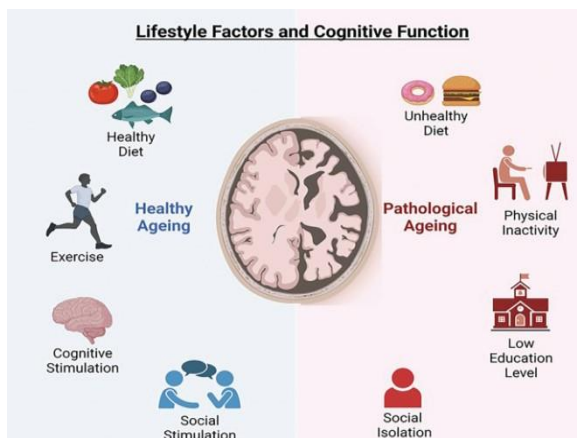 Lifestyle Factors and Cognitive Function
Healthy
Diet
Exercise
Healthy
Ageing
Cognitive
Stimulation
Social
Stimulation
Unhealthy
Diet
Pathological
Ageing
Physical
Inactivity
Low
Education
Level
Social
Isolation